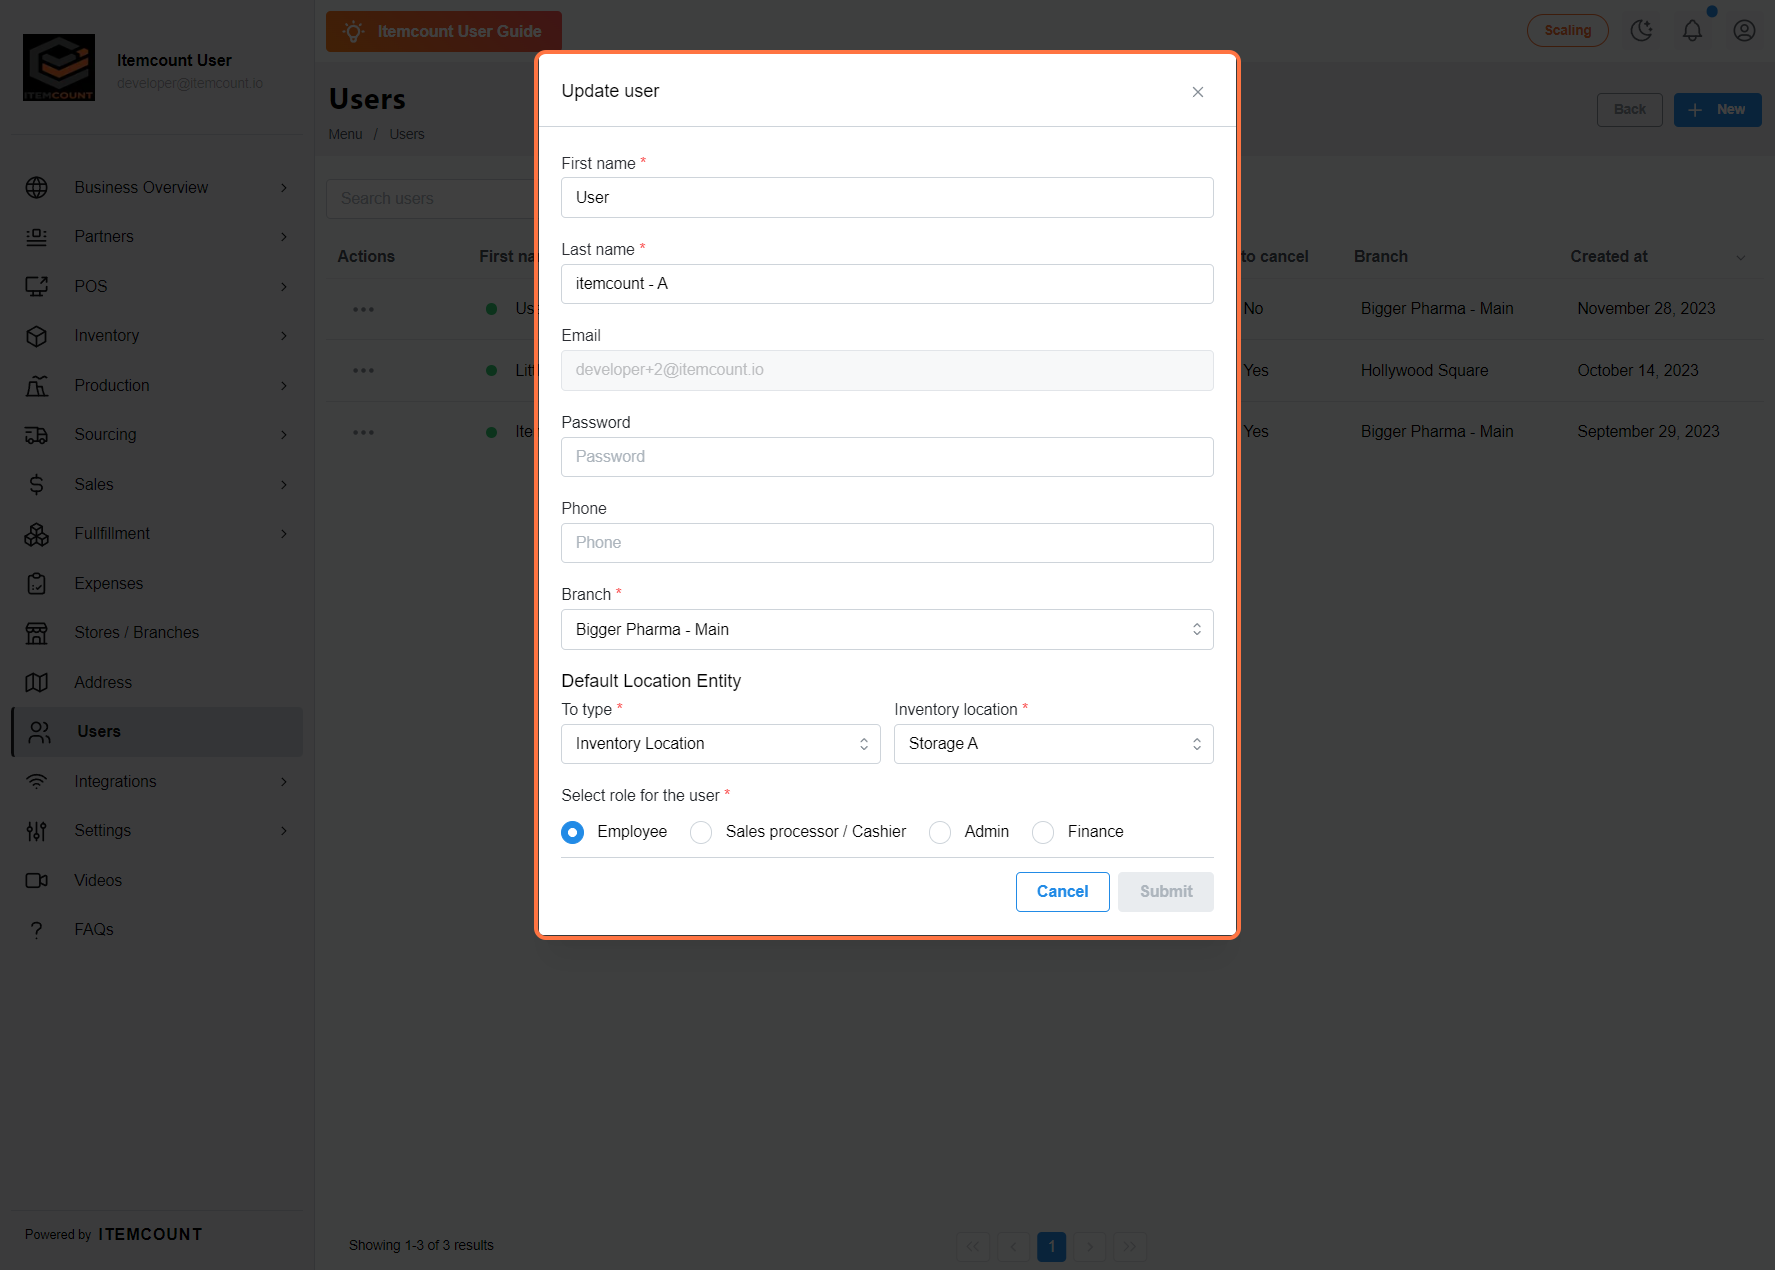 ITEMCOUNT
Itemcount User
developer@itemcount.io
Business Overview
Partners
POS
Inventory
Production
Sourcing
Sales
Fullfillment
Expenses
Stores / Branches
Address
Users
Integrations
Settings
Videos
FAQs
Powered by ITEMCOUNT
Itemcount User Guide
Scaling
Users
Menu / Users
Back
New
Search users
Actions First na to cancel Branch Created at
Us No Bigger Pharma - Main November 28, 2023
Litt Yes Hollywood Square October 14, 2023
Ite Yes Bigger Pharma - Main September 29, 2023
Update user
First name *
User
Last name *
itemcount - A
Email
developer+2@itemcount.io
Password
Password
Phone
Phone
Branch *
Bigger Pharma - Main
Default Location Entity
To type * Inventory location *
Inventory Location Storage A
Select role for the user *
Employee Sales processor / Cashier Admin Finance
Cancel Submit
Showing 1-3 of 3 results
1